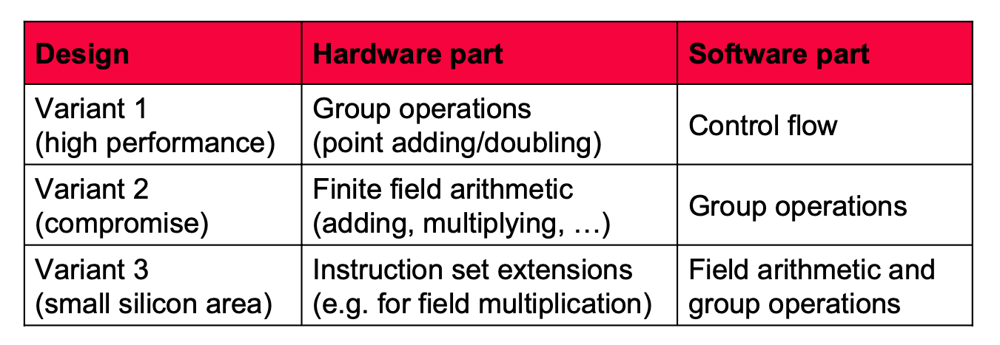 Design Hardware part Software part
Variant 1
(high performance)
Group operations
(point adding/doubling)
Control flow
Variant 2
(compromise)
Finite field arithmetic
(adding, multiplying, …)
Group operations
Variant 3
(small silicon area)
Instruction set extensions
(e.g. for field multiplication)
Field arithmetic and
group operations